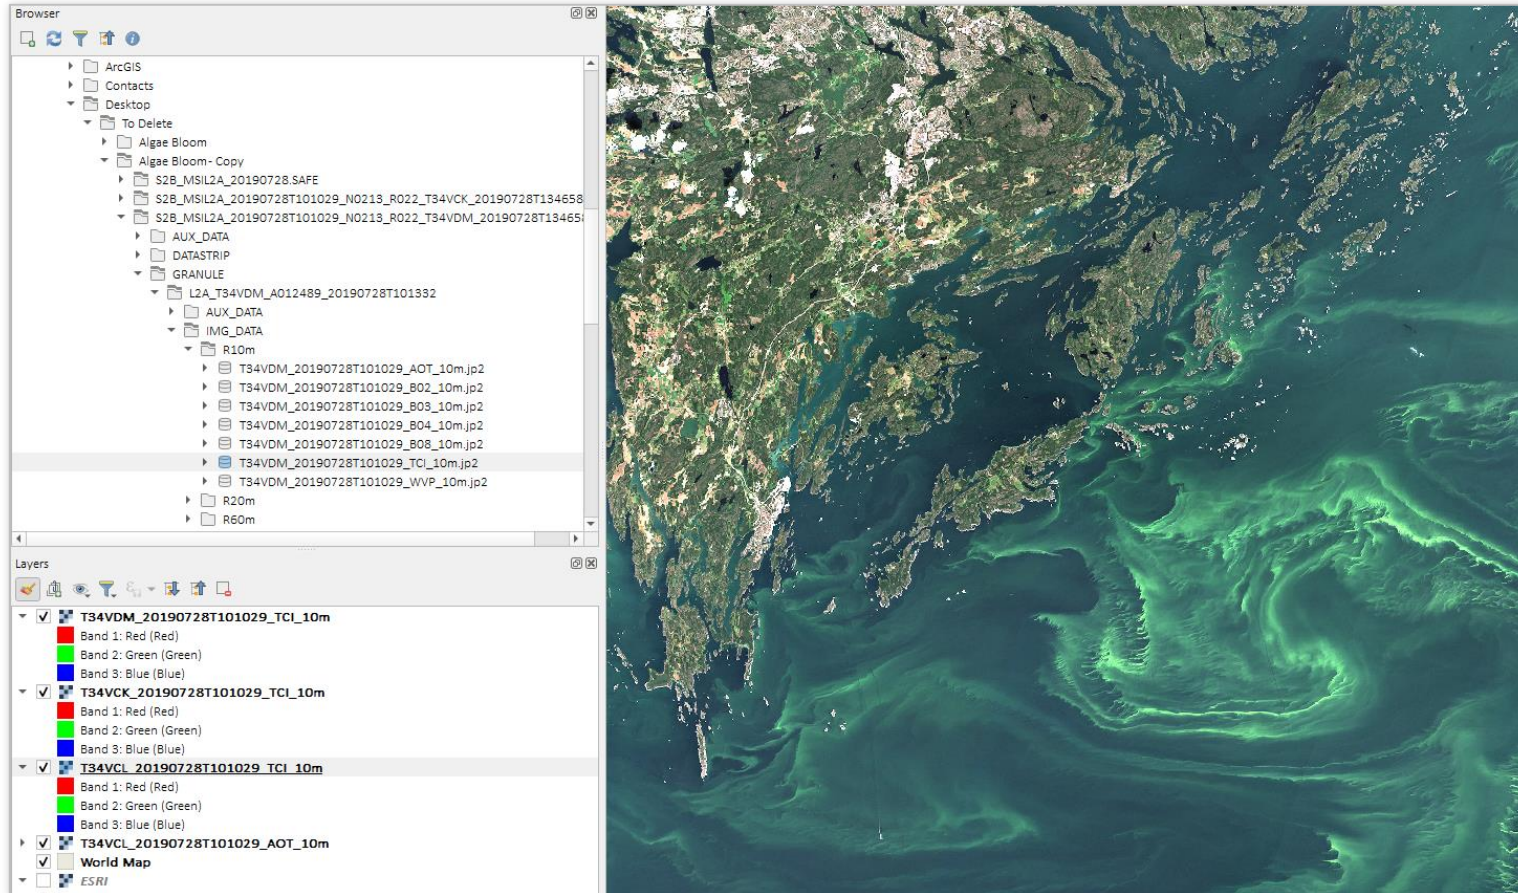 Browser
ArcGIS
Contacts
Desktop
To Delete
Algae Bloom
Algae Bloom- Copy
S2B_MSIL2A_20190728.SAFE
S2B_MSIL2A_20190728T101029_N0213_R022_T34VCK_20190728T134658
S2B_MSIL2A_20190728T101029_N0213_R022_T34VDM_20190728T134658
AUX_DATA
DATASTRIP
GRANULE
L2A_T34VDM_A012489_20190728T101332
AUX_DATA
IMG_DATA
R10m
T34VDM_20190728T101029_AOT_10m.jp2
T34VDM_20190728T101029_B02_10m.jp2
T34VDM_20190728T101029_B03_10m.jp2
T34VDM_20190728T101029_B04_10m.jp2
T34VDM_20190728T101029_B08_10m.jp2
T34VDM_20190728T101029_TCI_10m.jp2
T34VDM_20190728T101029_WVP_10m.jp2
R20m
R60m
Layers
T34VDM_20190728T101029_TCI_10m
Band 1: Red (Red)
Band 2: Green (Green)
Band 3: Blue (Blue)
T34VCK_20190728T101029_TCI_10m
Band 1: Red (Red)
Band 2: Green (Green)
Band 3: Blue (Blue)
T34VCL_20190728T101029_TCI_10m
Band 1: Red (Red)
Band 2: Green (Green)
Band 3: Blue (Blue)
T34VCL_20190728T101029_AOT_10m
World Map
ESRI